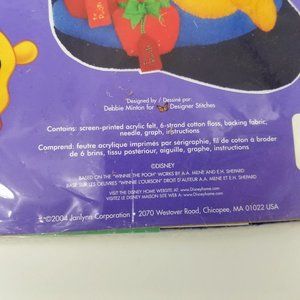 Designed by / Dessiné par:
Debbie Minton for Designer Stitches
Contains: screen-printed acrylic felt, 6-strand cotton floss, backing fabric,
needle, graph, instructions
Comprend: feutre acrylique imprimés par sérigraphie, fil de coton à broder
de 6 brins, tissu postérieur, aiguille, graphe, instructions
©DISNEY
BASED ON THE "WINNIE THE POOH" WORKS BY A.A. MILNE AND E.H. SHEPARD
BASE SUR LES OEUVRES "WINNIE L'OURSON" DROIT D'AUTEUR A.A. MILNE ET E.H. SHEPARD
VISIT THE DISNEY HOME WEBSITE AT: www.Disneyhome.com
VISITEZ LE DISNEY MAISON SITE WEB À: www.Disneyhome.com
©2004 Janlynn Corporation • 2070 Westover Road, Chicopee, MA 01022 USA